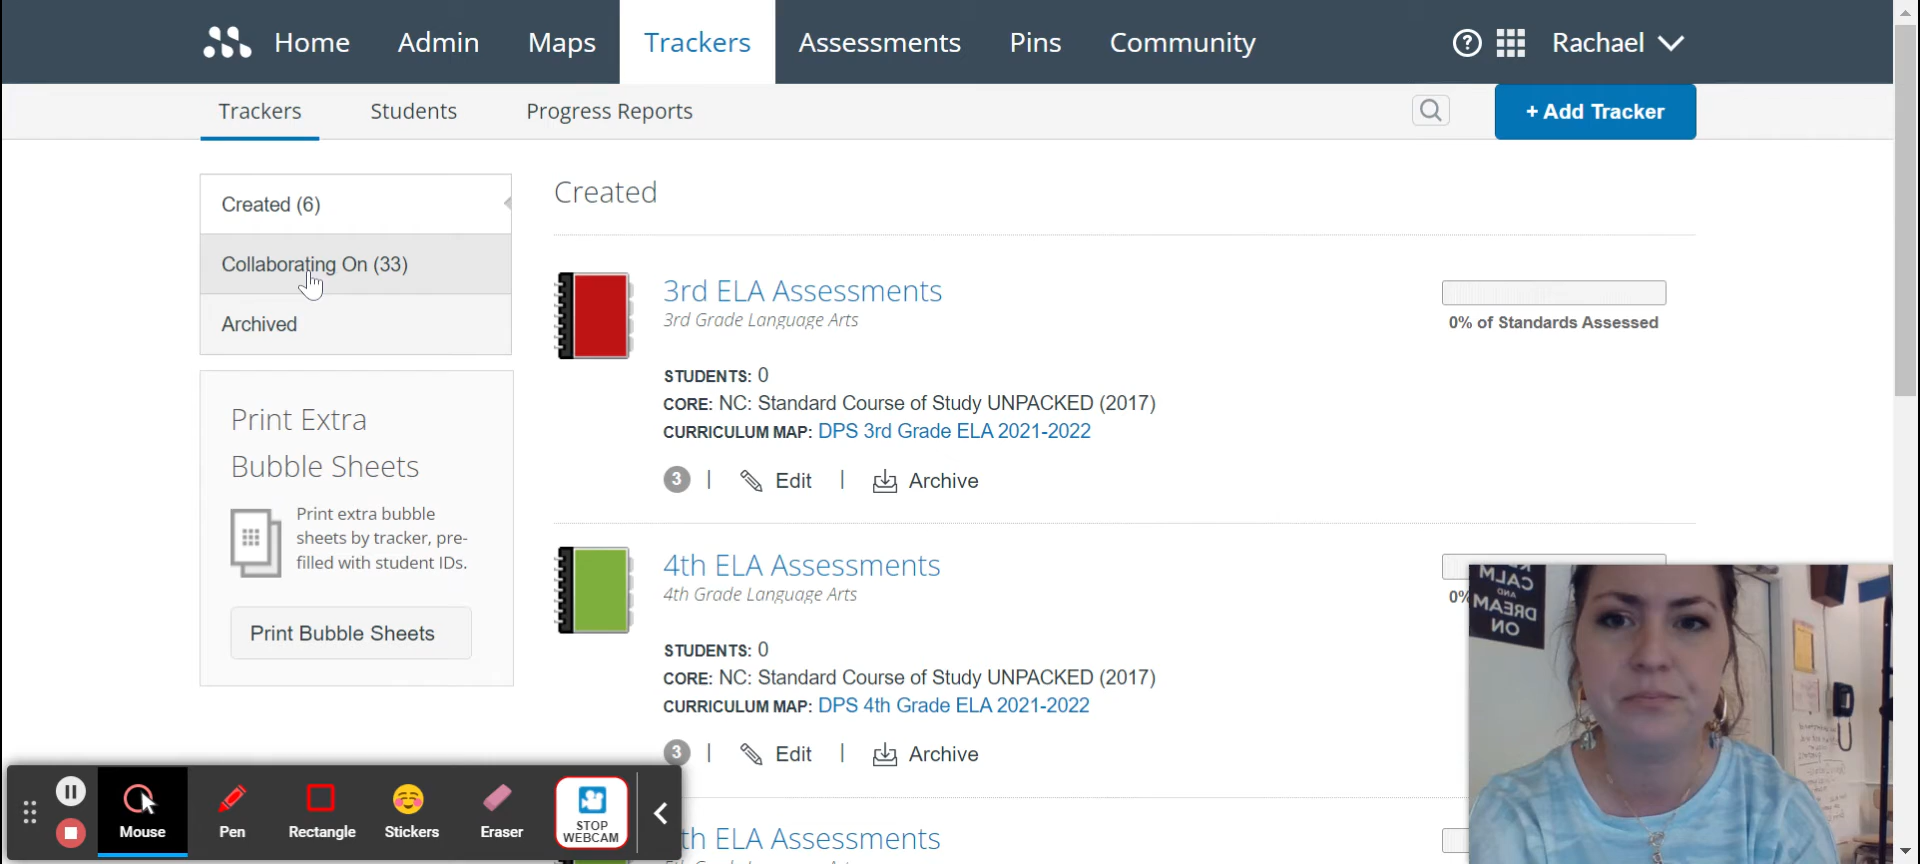 Home Admin Maps Trackers Assessments Pins Community ? Rachael
Trackers Students Progress Reports + Add Tracker
Created (6)
Collaborating On (33)
Archived
Print Extra
Bubble Sheets
Print extra bubble
sheets by tracker, pre-
filled with student IDs.
Print Bubble Sheets
Created
3rd ELA Assessments
3rd Grade Language Arts
0% of Standards Assessed
STUDENTS: 0
CORE: NC: Standard Course of Study UNPACKED (2017)
CURRICULUM MAP: DPS 3rd Grade ELA 2021-2022
3 | Edit | Archive
4th ELA Assessments
4th Grade Language Arts
0%
STUDENTS: 0
CORE: NC: Standard Course of Study UNPACKED (2017)
CURRICULUM MAP: DPS 4th Grade ELA 2021-2022
3 | Edit | Archive
th ELA Assessments
CALM
AND
DREAM
ON
Mouse Pen Rectangle Stickers Eraser
STOP
WEBCAM